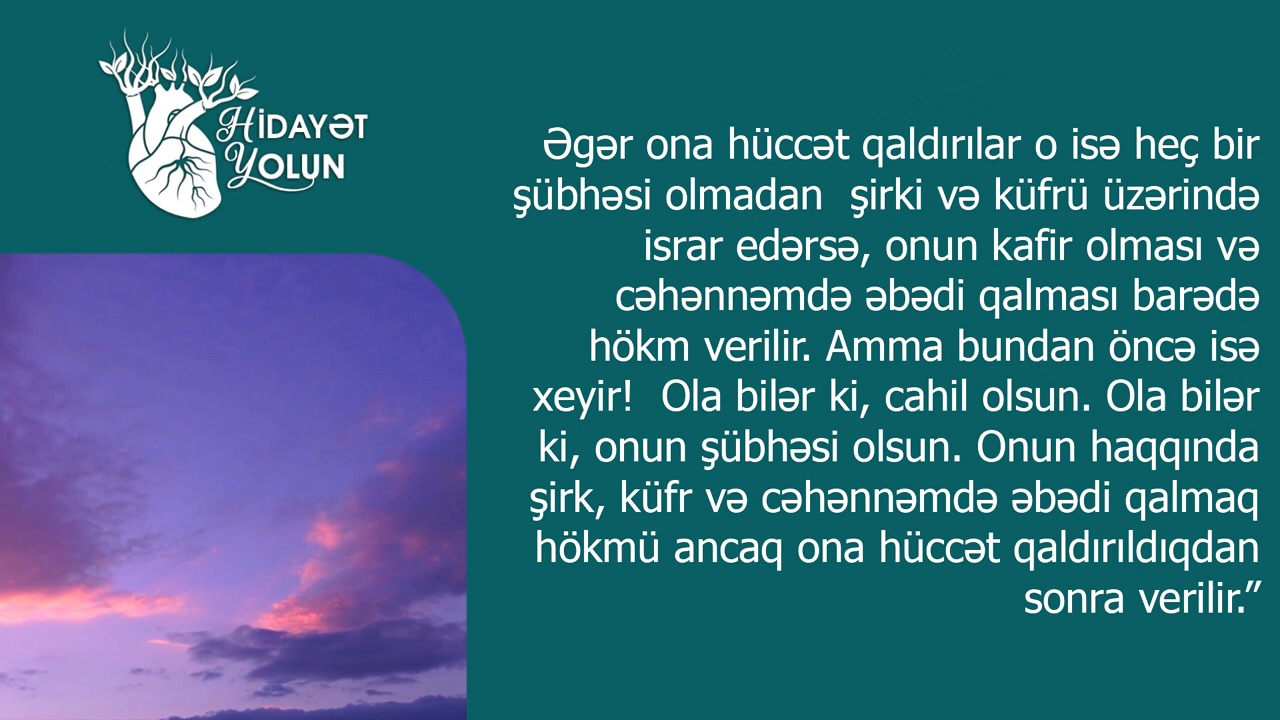 HİDAYƏT
YOLUN
Əgər ona hüccət qaldırılar o isə heç bir
şübhəsi olmadan  şirki və küfrü üzərində
israr edərsə, onun kafir olması və
cəhənnəmdə əbədi qalması barədə
hökm verilir. Amma bundan öncə isə
xeyir!  Ola bilər ki, cahil olsun. Ola bilər
ki, onun şübhəsi olsun. Onun haqqında
şirk, küfr və cəhənnəmdə əbədi qalmaq
hökmü ancaq ona hüccət qaldırıldıqdan
sonra verilir.”